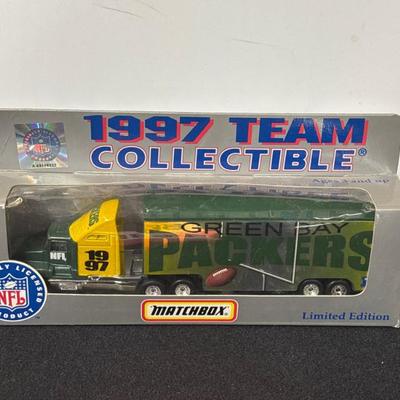 1997 TEAM
COLLECTIBLE®
Ages 3 and up
NFL
19
97
GREEN BAY
PACKERS
NFL
MATCHBOX
Limited Edition